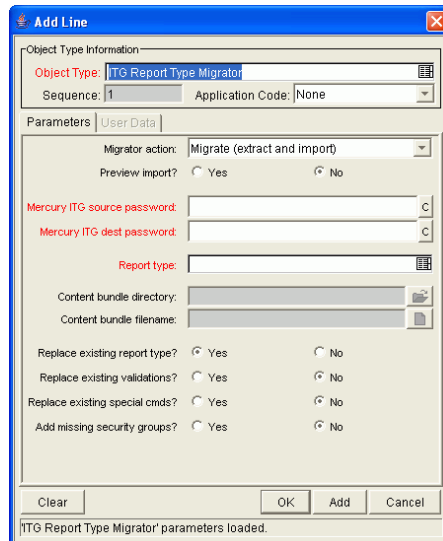 Add Line
Object Type Information
Object Type: ITG Report Type Migrator
Sequence: 1 Application Code: None
Parameters User Data
Migrator action: Migrate (extract and import)
Preview import? Yes No
Mercury ITG source password: C
Mercury ITG dest password: C
Report type:
Content bundle directory:
Content bundle filename:
Replace existing report type? Yes No
Replace existing validations? Yes No
Replace existing special cmds? Yes No
Add missing security groups? Yes No
Clear OK Add Cancel
'ITG Report Type Migrator' parameters loaded.